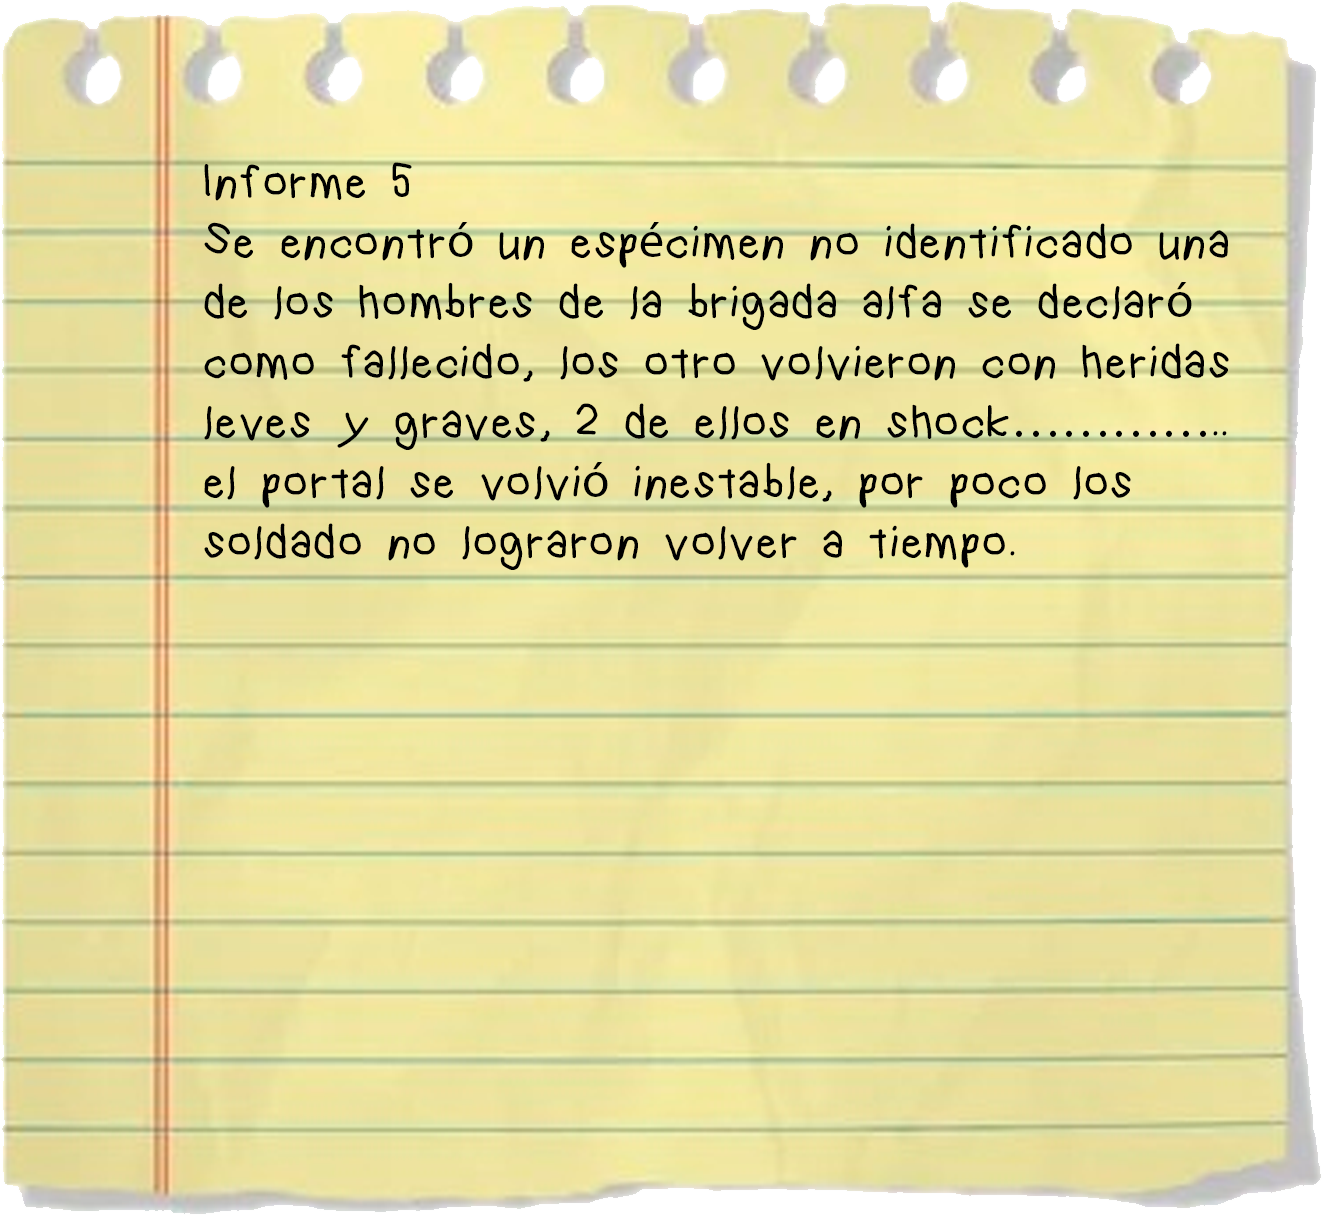 Informe 5
Se encontró un espécimen no identificado una
de los hombres de la brigada alfa se declaró
como fallecido, los otro volvieron con heridas
leves y graves, 2 de ellos en shock...............
el portal se volvió inestable, por poco los
soldado no lograron volver a tiempo.